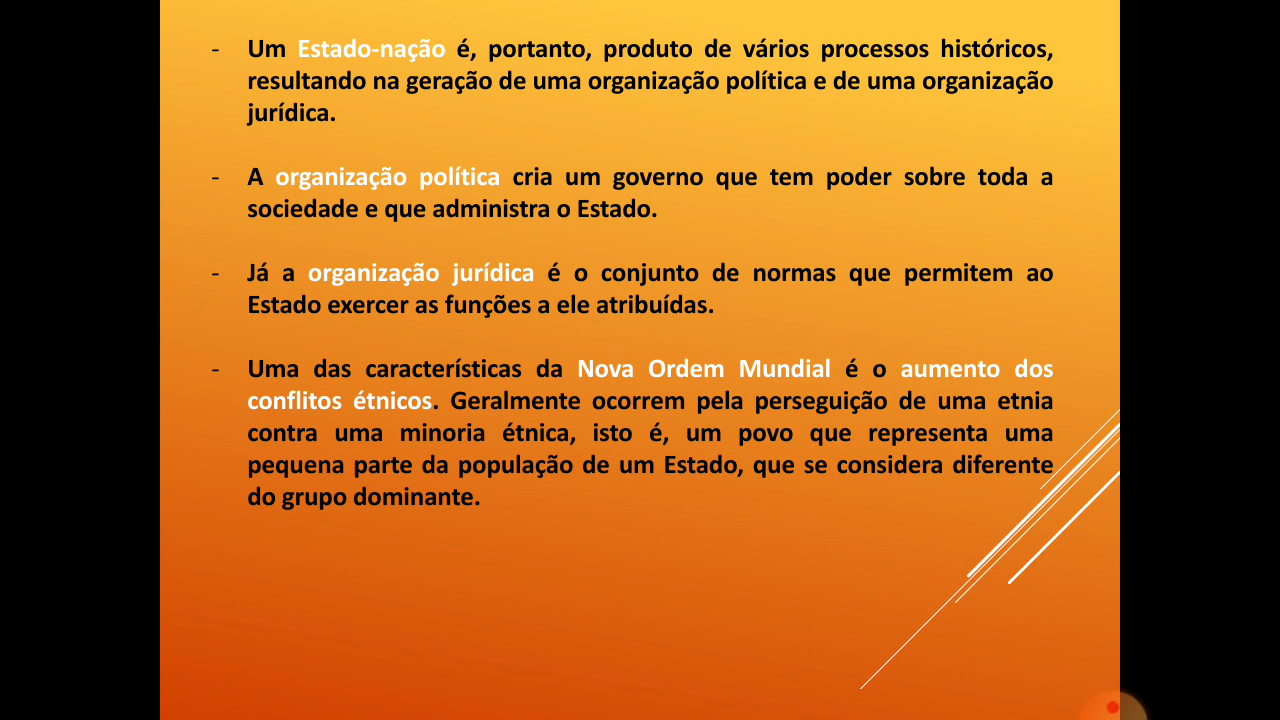 - Um Estado-nação é, portanto, produto de vários processos históricos,
resultando na geração de uma organização política e de uma organização
jurídica.
- A organização política cria um governo que tem poder sobre toda a
sociedade e que administra o Estado.
- Já a organização jurídica é o conjunto de normas que permitem ao
Estado exercer as funções a ele atribuídas.
- Uma das características da Nova Ordem Mundial é o aumento dos
conflitos étnicos. Geralmente ocorrem pela perseguição de uma etnia
contra uma minoria étnica, isto é, um povo que representa uma
pequena parte da população de um Estado, que se considera diferente
do grupo dominante.